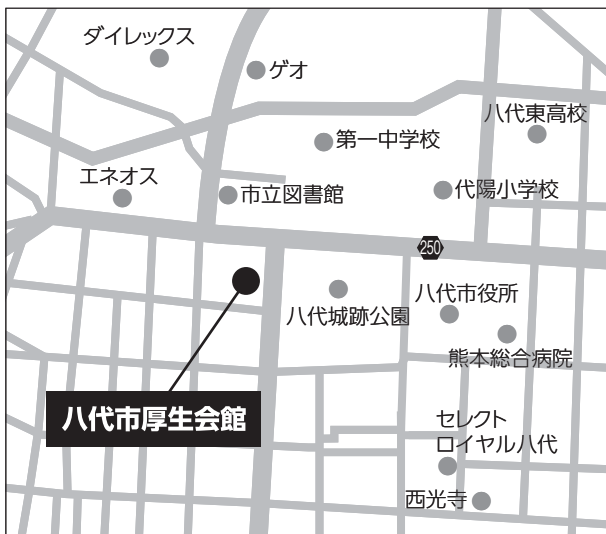 ダイレックス
ゲオ
八代東高校
第一中学校
エネオス
市立図書館
代陽小学校
250
八代城跡公園
八代市役所
熊本総合病院
八代市厚生会館
セレクト
ロイヤル八代
西光寺